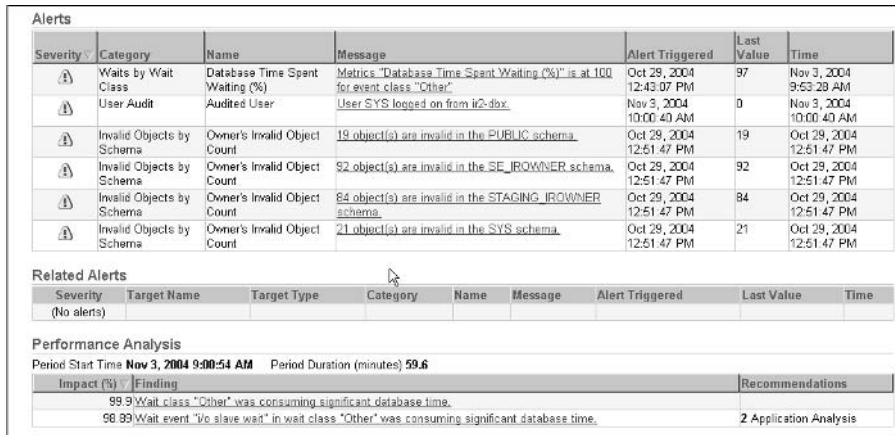 Alerts
Severity Category Name Message Alert Triggered Last Value Time
Waits by Wait Class Database Time Spent Waiting (%) Metrics "Database Time Spent Waiting (%)" is at 100 for event class "Other" Oct 29, 2004 12:43:07 PM 97 Nov 3, 2004 9:53:28 AM
User Audit Audited User User SYS logged on from ir2-dbx. Nov 3, 2004 10:00:40 AM 0 Nov 3, 2004 10:00:40 AM
Invalid Objects by Schema Owner's Invalid Object Count 19 object(s) are invalid in the PUBLIC schema. Oct 29, 2004 12:51:47 PM 19 Oct 29, 2004 12:51:47 PM
Invalid Objects by Schema Owner's Invalid Object Count 92 object(s) are invalid in the SE_IROWNER schema. Oct 29, 2004 12:51:47 PM 92 Oct 29, 2004 12:51:47 PM
Invalid Objects by Schema Owner's Invalid Object Count 84 object(s) are invalid in the STAGING_IROWNER schema. Oct 29, 2004 12:51:47 PM 84 Oct 29, 2004 12:51:47 PM
Invalid Objects by Schema Owner's Invalid Object Count 21 object(s) are invalid in the SYS schema. Oct 29, 2004 12:51:47 PM 21 Oct 29, 2004 12:51:47 PM
Related Alerts
Severity Target Name Target Type Category Name Message Alert Triggered Last Value Time
(No alerts)
Performance Analysis
Period Start Time Nov 3, 2004 9:00:54 AM Period Duration (minutes) 59.6
Impact (%) Finding Recommendations
99.9 Wait class "Other" was consuming significant database time.
98.89 Wait event "i/o slave wait" in wait class "Other" was consuming significant database time. 2 Application Analysis